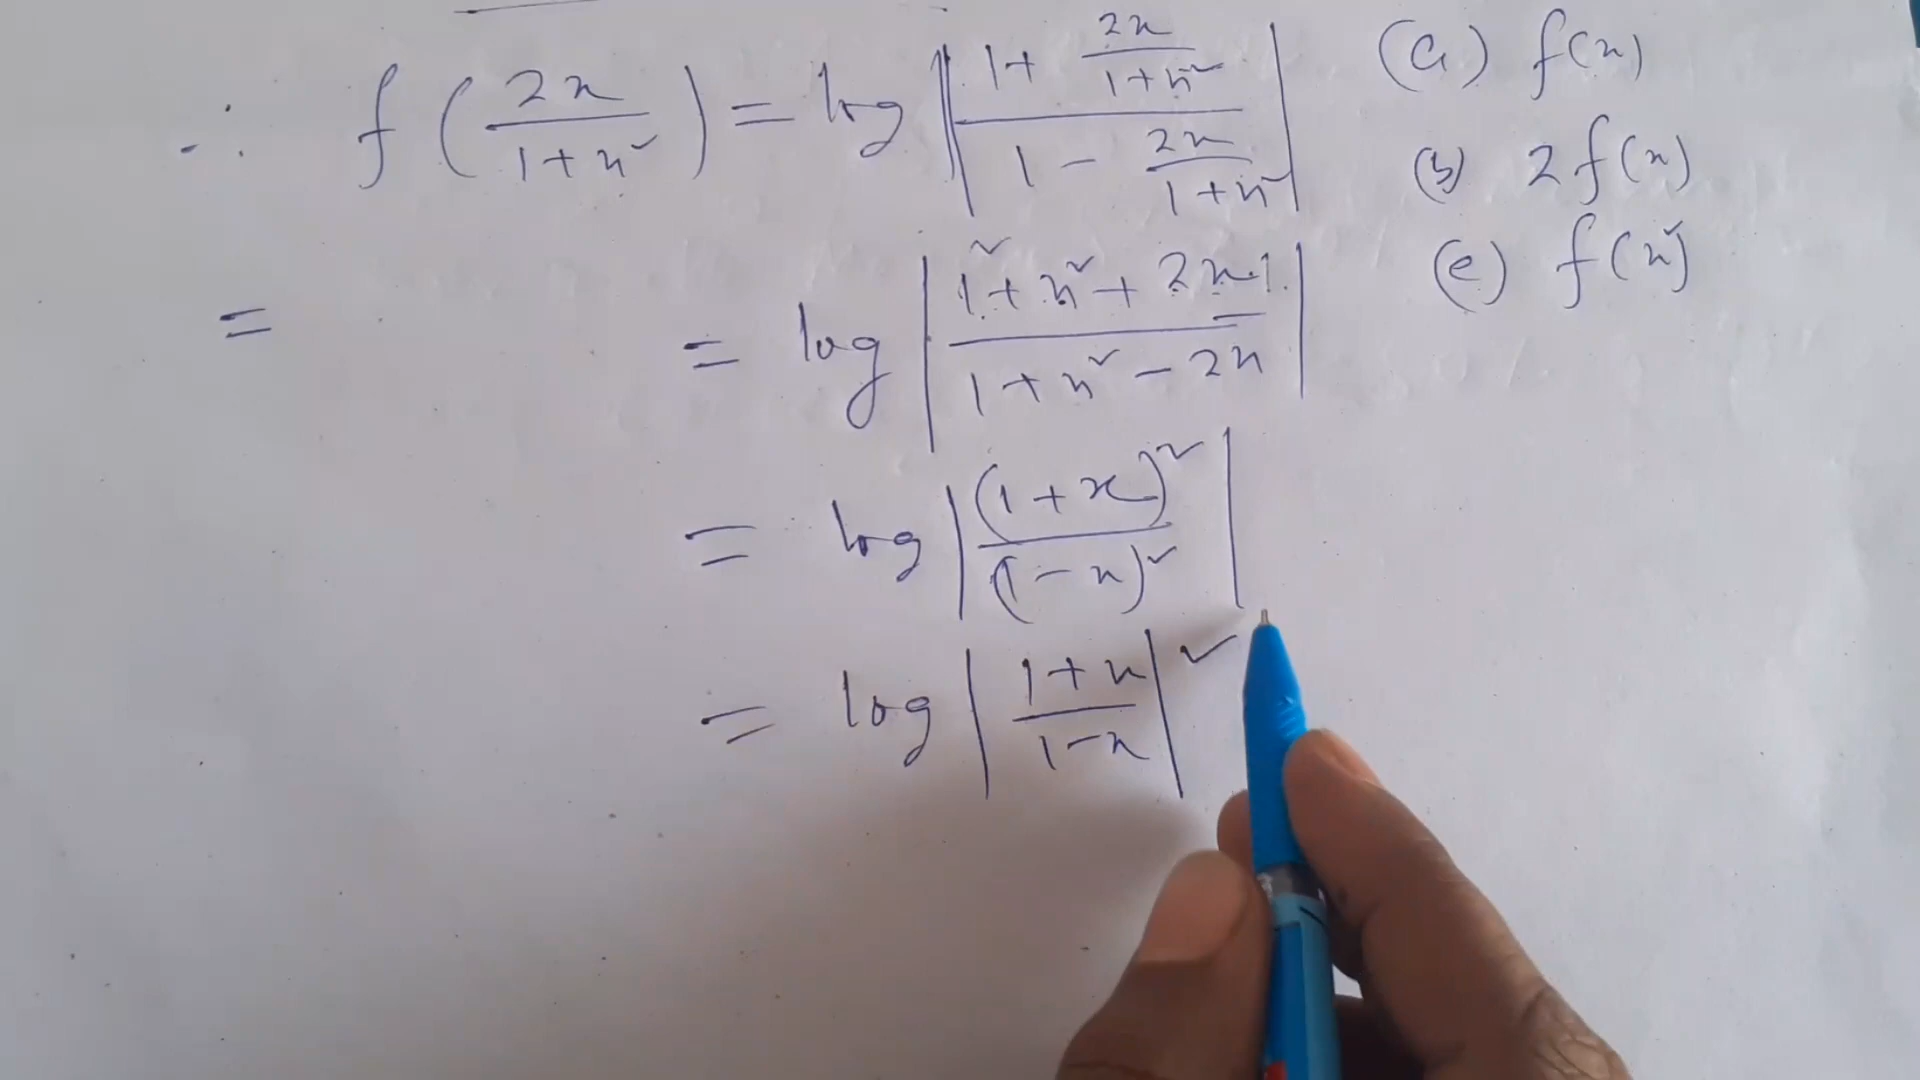 ∴ f(2x/(1+x²)) = log |(1 + 2x/(1+x²))/(1 - 2x/(1+x²))|
(a) f(x)
(b) 2f(x)
= = log |(1² + x² + 2x·1)/(1 + x² - 2x)|
(c) f(x²)
= log |(1+x)²/(1-x)²|
= log |(1+x)/(1-x)|²